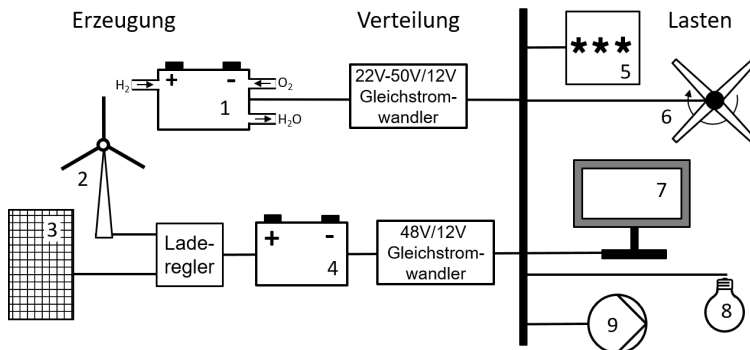 Erzeugung
Verteilung
Lasten
H₂
+
-
O₂
1
H₂O
22V-50V/12V
Gleichstrom-
wandler
***
5
6
2
3
Lade-
regler
+
-
4
48V/12V
Gleichstrom-
wandler
7
8
9